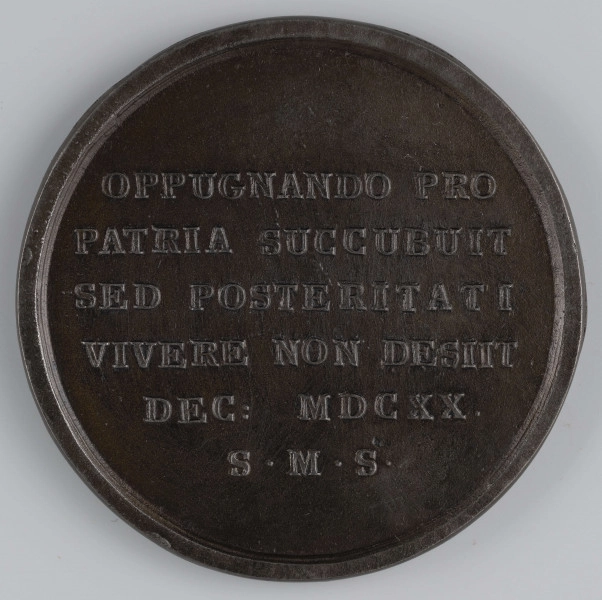 OPPUGNANDO PRO
PATRIA SUCCUBUIT
SED POSTERITATI
VIVERE NON DESIIT
DEC: MDCXX.
S·M·S·